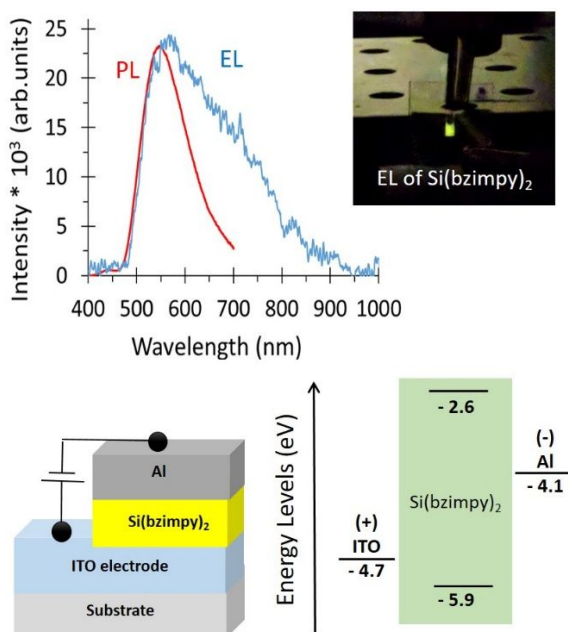 Intensity * 10³ (arb.units)
25
20
15
10
5
0
PL
EL
400 500 600 700 800 900 1000
Wavelength (nm)
EL of Si(bzimpy)₂
Al
Si(bzimpy)₂
ITO electrode
Substrate
Energy Levels (eV)
(+)
ITO
- 4.7
- 2.6
Si(bzimpy)₂
- 5.9
(-)
Al
- 4.1